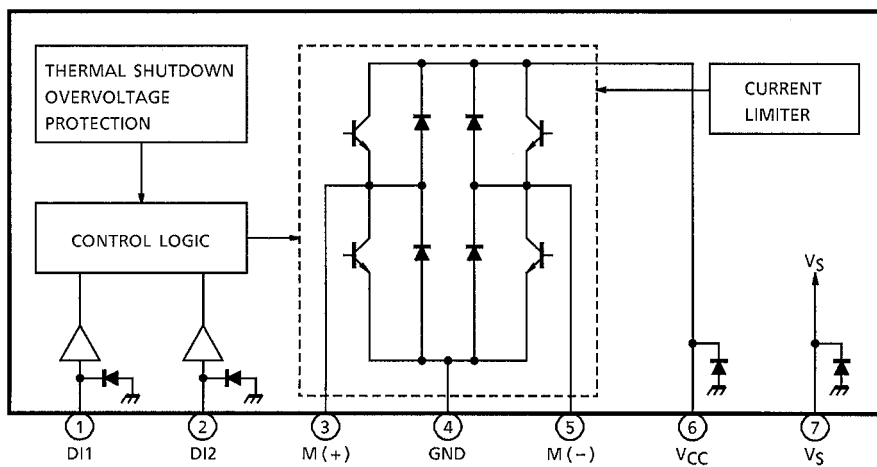 THERMAL SHUTDOWN
OVERVOLTAGE
PROTECTION
CURRENT
LIMITER
CONTROL LOGIC
VS
1 2 3 4 5 6 7
DI1 DI2 M(+) GND M(−) VCC VS